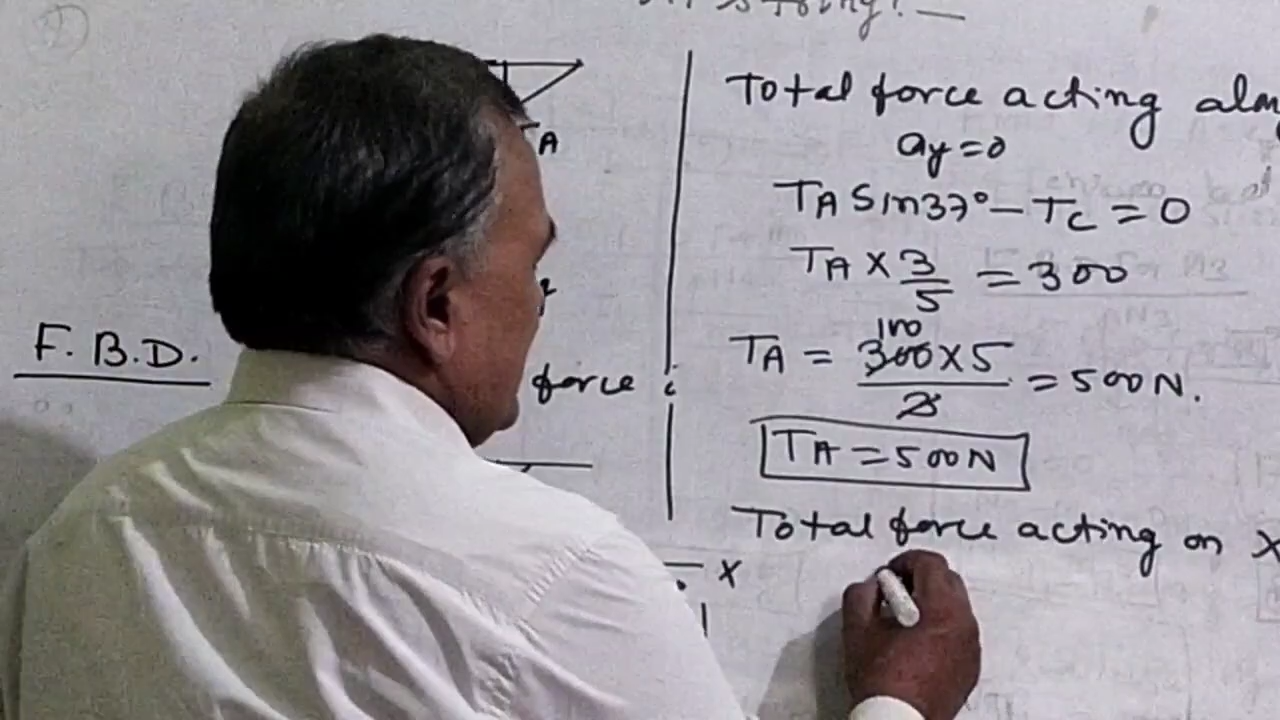 A
F. B. D.
force
x
Total force acting
ay = 0
TA Sin37° - Tc = 0
TA × 3/5 = 300
100
TA = 300×5/3 = 500N.
TA = 500N
Total force acting on x